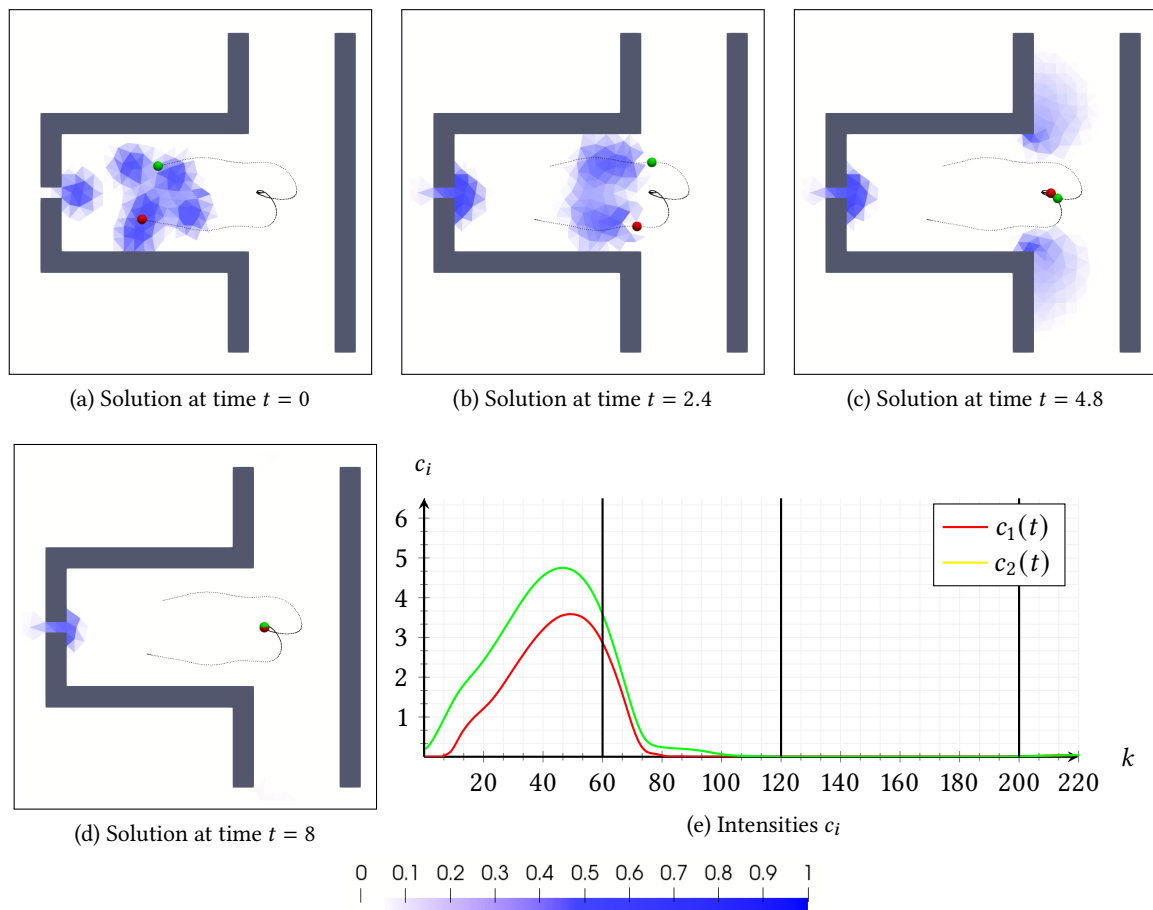 (a) Solution at time t = 0
(b) Solution at time t = 2.4
(c) Solution at time t = 4.8
(d) Solution at time t = 8
c_i
6
5
4
3
2
1
20 40 60 80 100 120 140 160 180 200 220
k
c_1(t)
c_2(t)
(e) Intensities c_i
0 0.1 0.2 0.3 0.4 0.5 0.6 0.7 0.8 0.9 1